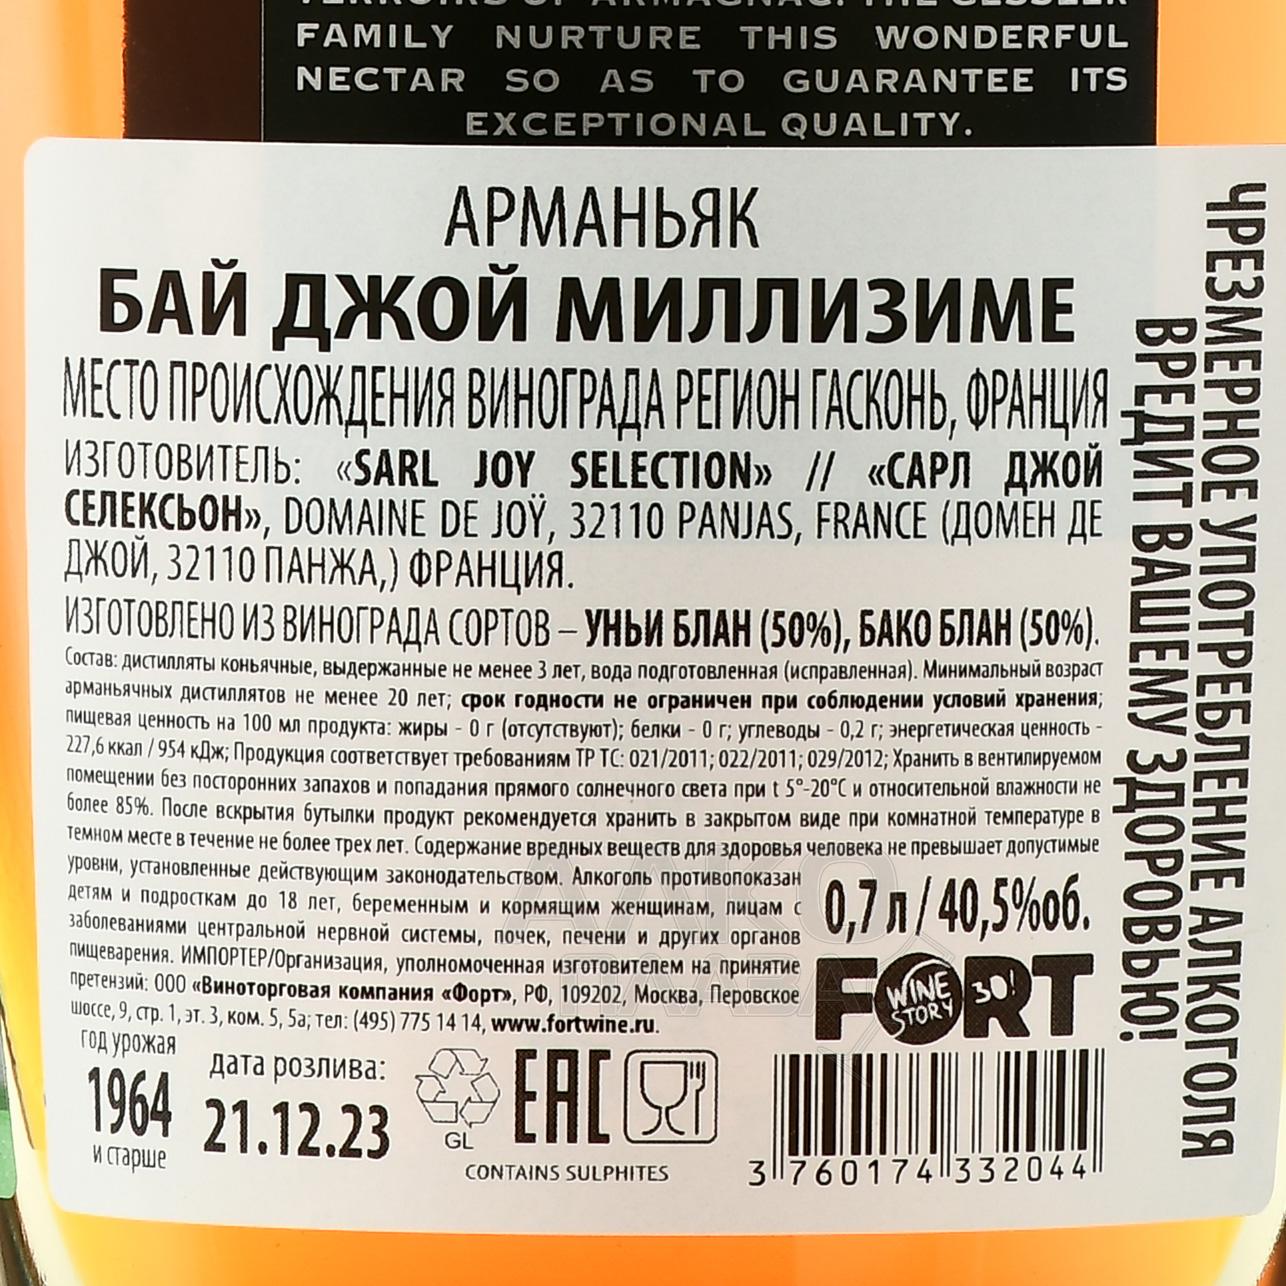 TERROIRS OF ARMAGNAC. THE GESSLER
FAMILY NURTURE THIS WONDERFUL
NECTAR SO AS TO GUARANTEE ITS
EXCEPTIONAL QUALITY.
АРМАНЬЯК
БАЙ ДЖОЙ МИЛЛИЗИМЕ
МЕСТО ПРОИСХОЖДЕНИЯ ВИНОГРАДА РЕГИОН ГАСКОНЬ, ФРАНЦИЯ
ИЗГОТОВИТЕЛЬ: «SARL JOY SELECTION» // «САРЛ ДЖОЙ
СЕЛЕКСЬОН», DOMAINE DE JOŸ, 32110 PANJAS, FRANCE (ДОМЕН ДЕ
ДЖОЙ, 32110 ПАНЖА,) ФРАНЦИЯ.
ИЗГОТОВЛЕНО ИЗ ВИНОГРАДА СОРТОВ – УНЬИ БЛАН (50%), БАКО БЛАН (50%).
Состав: дистилляты коньячные, выдержанные не менее 3 лет, вода подготовленная (исправленная). Минимальный возраст
арманьячных дистиллятов не менее 20 лет; срок годности не ограничен при соблюдении условий хранения;
пищевая ценность на 100 мл продукта: жиры - 0 г (отсутствуют); белки - 0 г; углеводы - 0,2 г; энергетическая ценность -
227,6 ккал / 954 кДж; Продукция соответствует требованиям ТР ТС: 021/2011; 022/2011; 029/2012; Хранить в вентилируемом
помещении без посторонних запахов и попадания прямого солнечного света при t 5°-20°С и относительной влажности не
более 85%. После вскрытия бутылки продукт рекомендуется хранить в закрытом виде при комнатной температуре в
темном месте в течение не более трех лет. Содержание вредных веществ для здоровья человека не превышает допустимые
уровни, установленные действующим законодательством. Алкоголь противопоказан
детям и подросткам до 18 лет, беременным и кормящим женщинам, лицам с
заболеваниями центральной нервной системы, почек, печени и других органов
пищеварения. ИМПОРТЕР/Организация, уполномоченная изготовителем на принятие
претензий: ООО «Виноторговая компания «Форт», РФ, 109202, Москва, Перовское
шоссе, 9, стр. 1, эт. 3, ком. 5, 5а; тел: (495) 775 14 14, www.fortwine.ru.
0,7 л / 40,5%об.
FORT
WINE STORY 30!
год урожая
1964
и старше
дата розлива:
21.12.23
GL
EAC
CONTAINS SULPHITES
3 760174 332044
ЧРЕЗМЕРНОЕ УПОТРЕБЛЕНИЕ АЛКОГОЛЯ
ВРЕДИТ ВАШЕМУ ЗДОРОВЬЮ!
АЛКО
ПЛАЗА